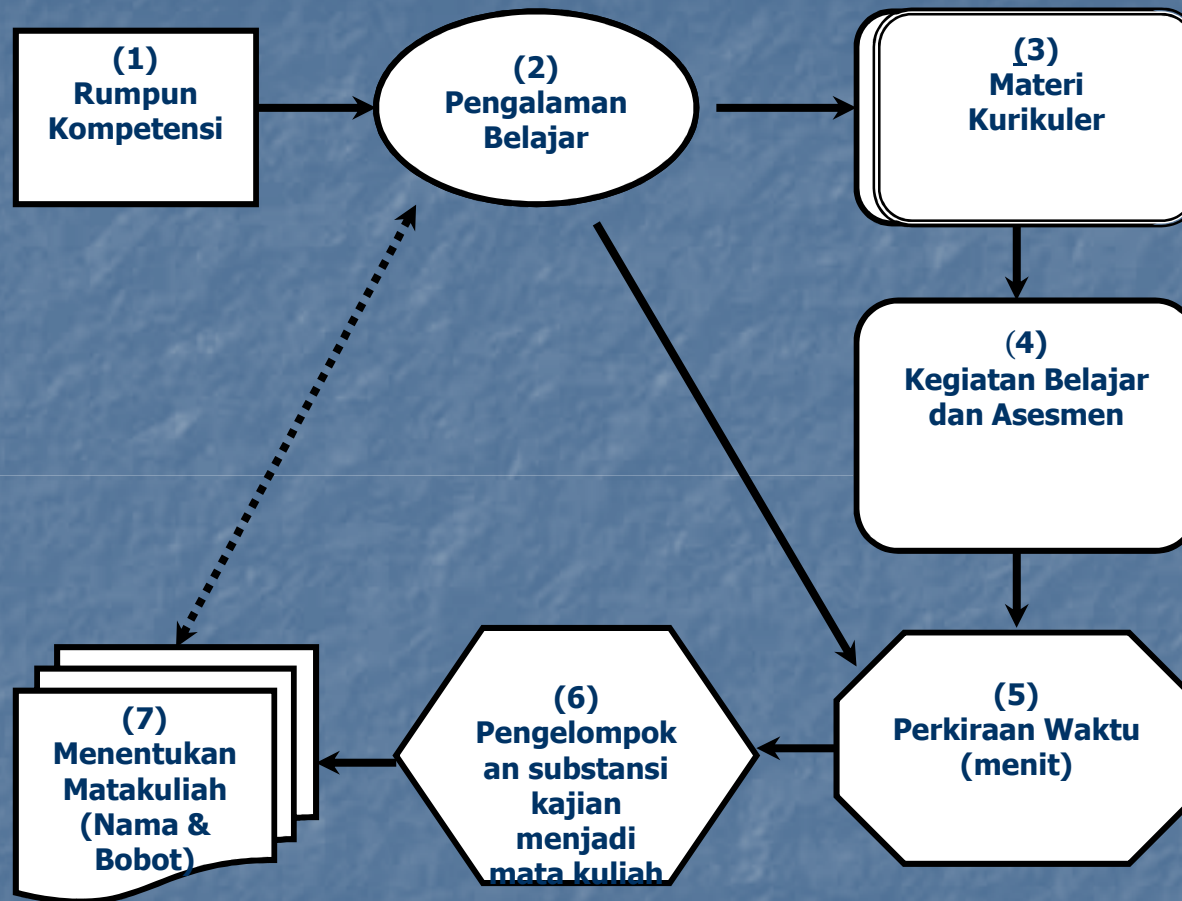 (1)
Rumpun
Kompetensi
(2)
Pengalaman
Belajar
(3)
Materi
Kurikuler
(4)
Kegiatan Belajar
dan Asesmen
(5)
Perkiraan Waktu
(menit)
(6)
Pengelompok
an substansi
kajian
menjadi
mata kuliah
(7)
Menentukan
Matakuliah
(Nama &
Bobot)